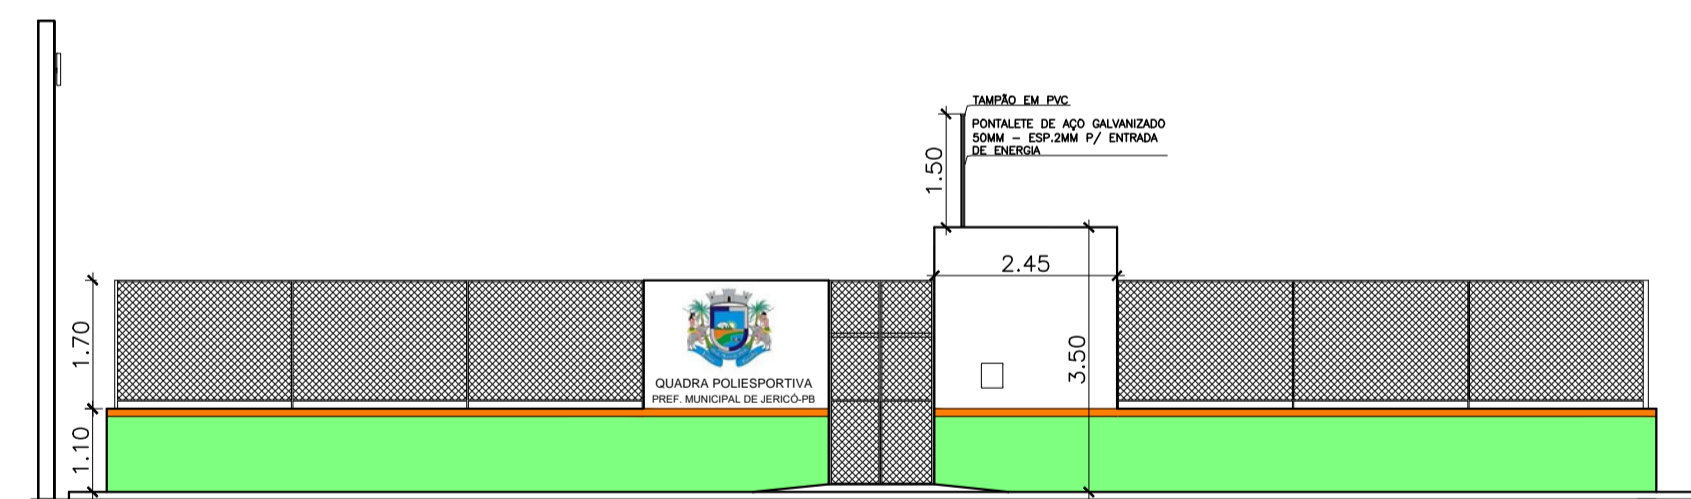 TAMPÃO EM PVC
PONTALETE DE AÇO GALVANIZADO
50MM – ESP.2MM P/ ENTRADA
DE ENERGIA
1.50
2.45
3.50
1.70
1.10
QUADRA POLIESPORTIVA
PREF. MUNICIPAL DE JERICÓ-PB